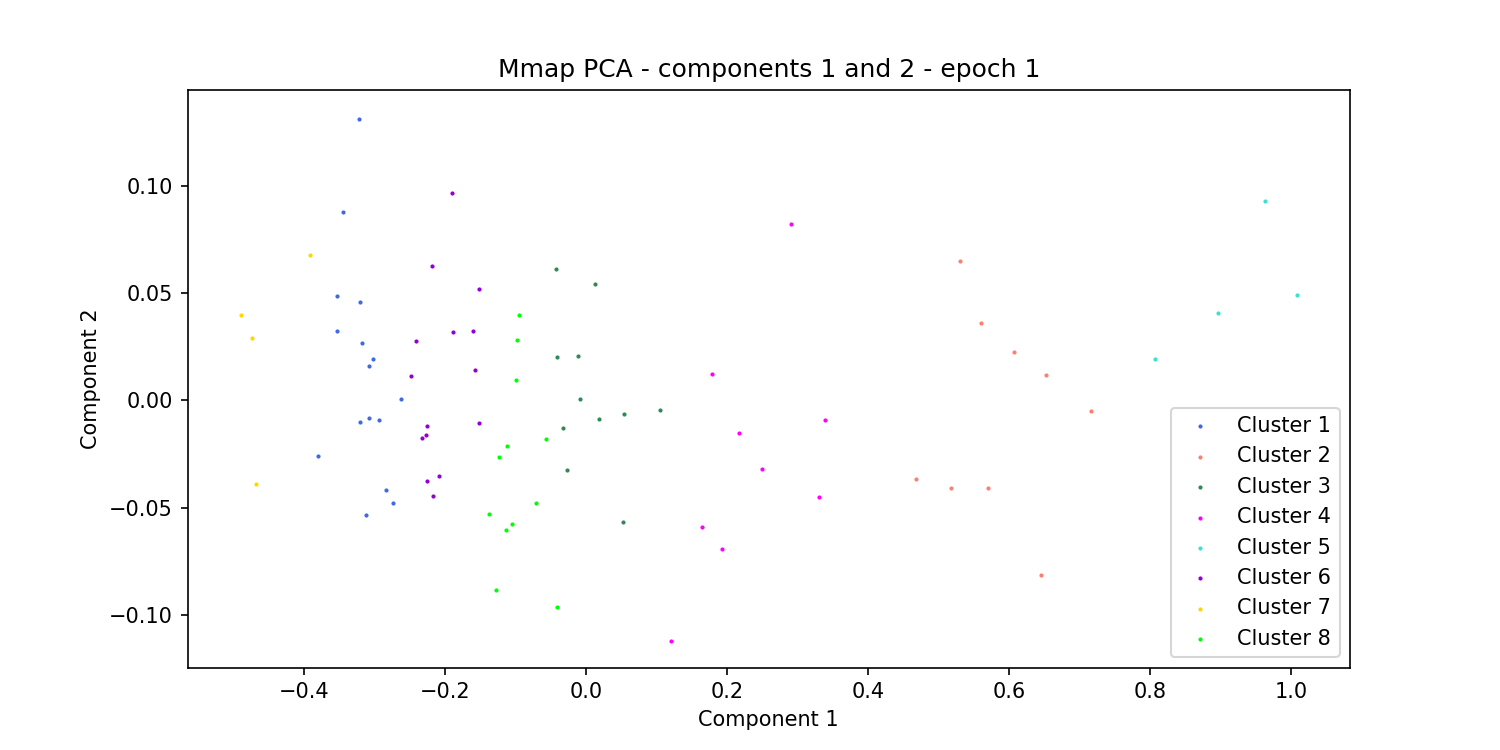 Mmap PCA - components 1 and 2 - epoch 1
Component 2
0.10
0.05
0.00
−0.05
−0.10
−0.4
−0.2
0.0
0.2
0.4
0.6
0.8
1.0
Component 1
Cluster 1
Cluster 2
Cluster 3
Cluster 4
Cluster 5
Cluster 6
Cluster 7
Cluster 8